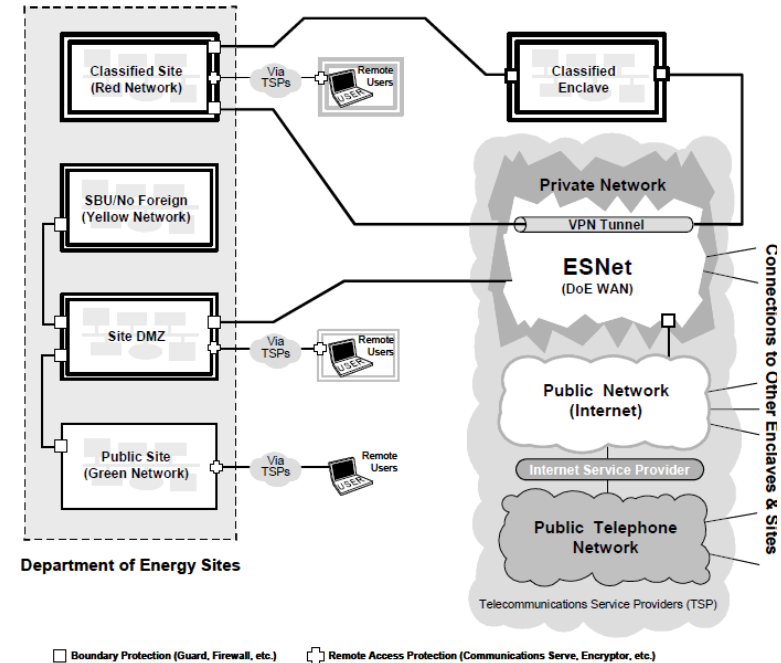 Classified Site
(Red Network)
Via
TSPs
Remote
Users
USER
Classified
Enclave
SBU/No Foreign
(Yellow Network)
Private Network
VPN Tunnel
ESNet
(DoE WAN)
Site DMZ
Via
TSPs
Remote
Users
USER
Public Network
(Internet)
Connections to Other Enclaves & Sites
Public Site
(Green Network)
Via
TSPs
Remote
Users
USER
Internet Service Provider
Public Telephone
Network
Department of Energy Sites
Telecommunications Service Providers (TSP)
Boundary Protection (Guard, Firewall, etc.)
Remote Access Protection (Communications Serve, Encryptor, etc.)